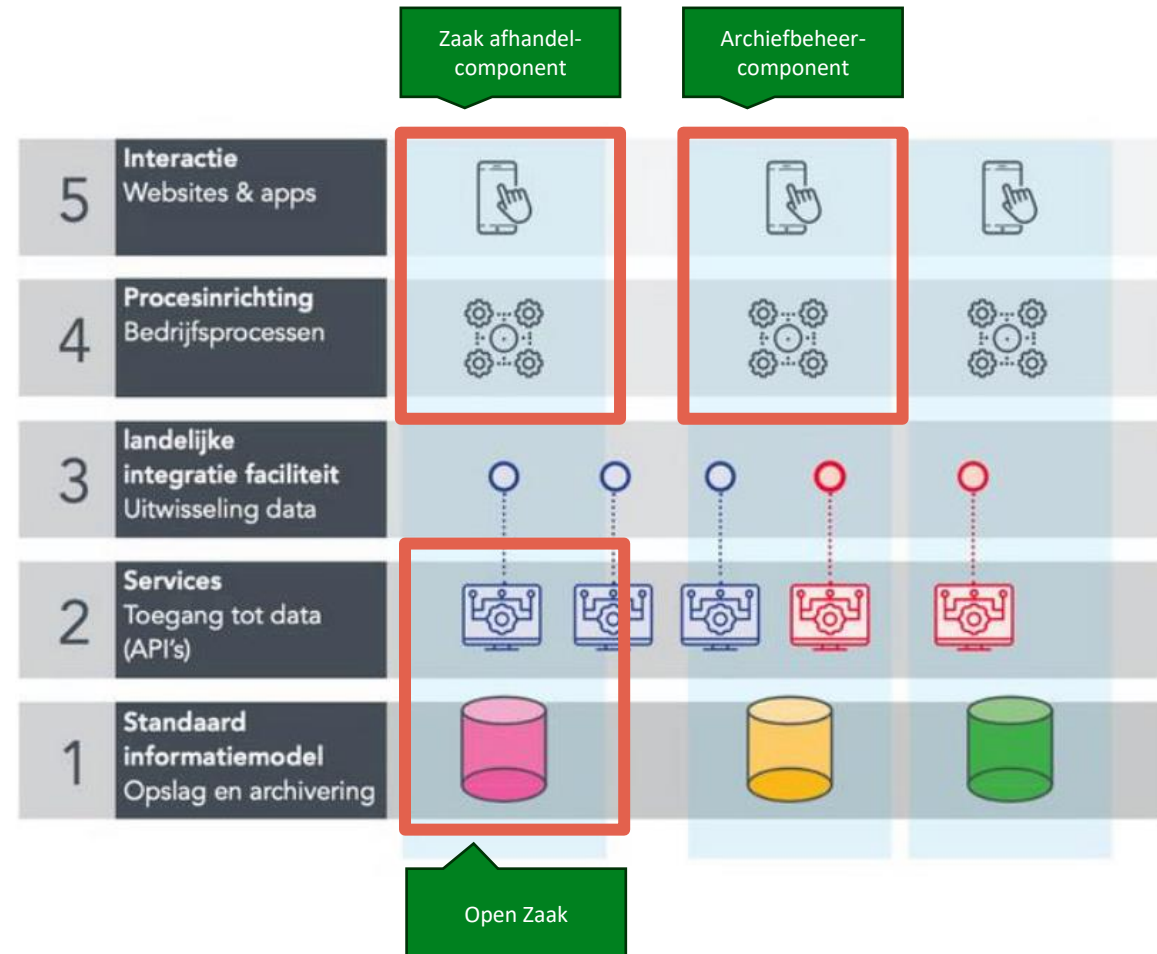 Zaak afhandel-
component
Archiefbeheer-
component
5
Interactie
Websites & apps
4
Procesinrichting
Bedrijfsprocessen
3
landelijke
integratie faciliteit
Uitwisseling data
2
Services
Toegang tot data
(API's)
1
Standaard
informatiemodel
Opslag en archivering
Open Zaak